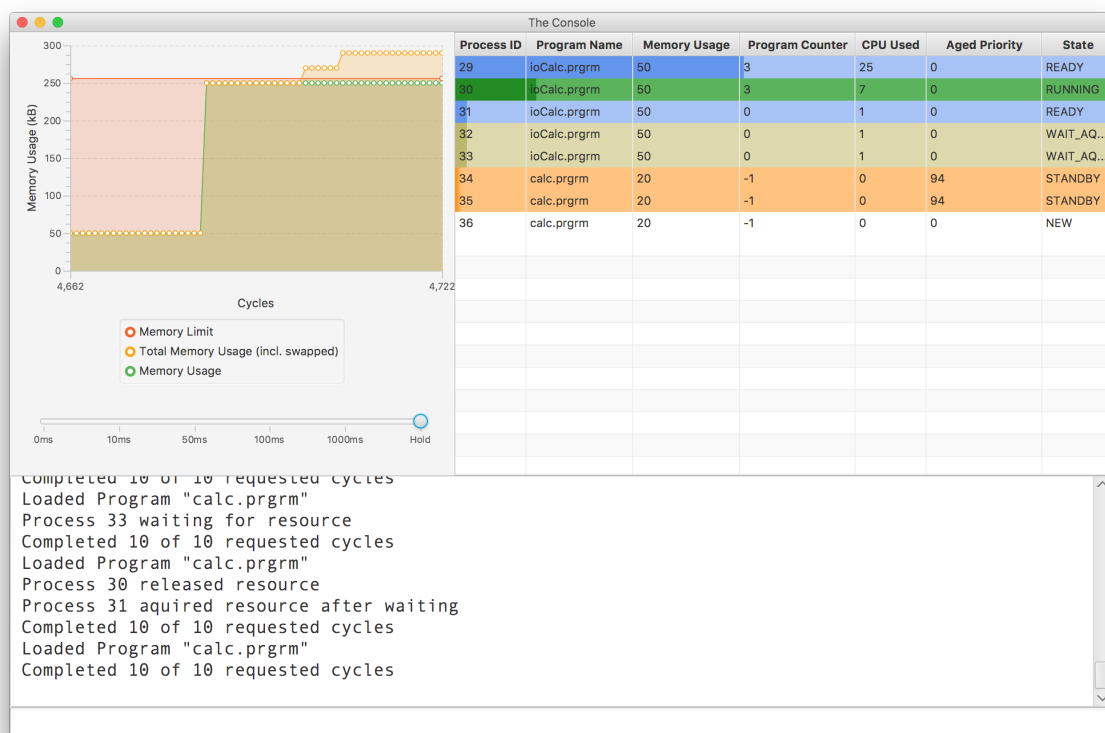 The Console
300
250
200
150
100
50
0
Memory Usage (kB)
4,662 4,722
Cycles
Memory Limit
Total Memory Usage (incl. swapped)
Memory Usage
0ms 10ms 50ms 100ms 1000ms Hold
Process ID Program Name Memory Usage Program Counter CPU Used Aged Priority State
29 ioCalc.prgrm 50 3 25 0 READY
30 ioCalc.prgrm 50 3 7 0 RUNNING
31 ioCalc.prgrm 50 0 1 0 READY
32 ioCalc.prgrm 50 0 1 0 WAIT_AQ...
33 ioCalc.prgrm 50 0 1 0 WAIT_AQ...
34 calc.prgrm 20 -1 0 94 STANDBY
35 calc.prgrm 20 -1 0 94 STANDBY
36 calc.prgrm 20 -1 0 0 NEW
Completed 10 of 10 requested cycles
Loaded Program "calc.prgrm"
Process 33 waiting for resource
Completed 10 of 10 requested cycles
Loaded Program "calc.prgrm"
Process 30 released resource
Process 31 aquired resource after waiting
Completed 10 of 10 requested cycles
Loaded Program "calc.prgrm"
Completed 10 of 10 requested cycles